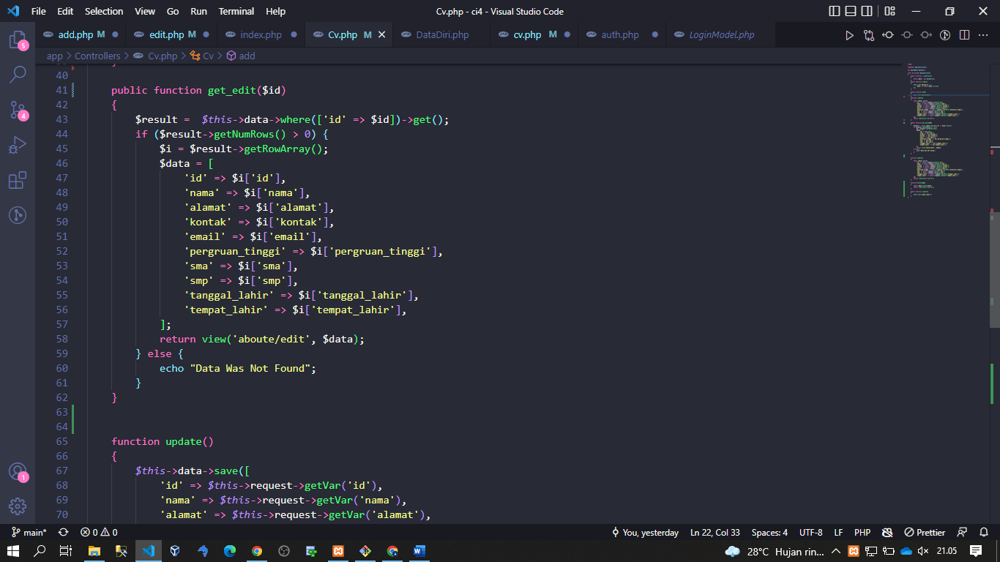 File Edit Selection View Go Run Terminal Help Cv.php - ci4 - Visual Studio Code
add.php M edit.php M index.php Cv.php M DataDiri.php cv.php M auth.php LoginModel.php
app > Controllers > Cv.php > Cv > add
40
41 public function get_edit($id)
42 {
43 $result = $this->data->where(['id' => $id])->get();
44 if ($result->getNumRows() > 0) {
45 $i = $result->getRowArray();
46 $data = [
47 'id' => $i['id'],
48 'nama' => $i['nama'],
49 'alamat' => $i['alamat'],
50 'kontak' => $i['kontak'],
51 'email' => $i['email'],
52 'pergruan_tinggi' => $i['pergruan_tinggi'],
53 'sma' => $i['sma'],
54 'smp' => $i['smp'],
55 'tanggal_lahir' => $i['tanggal_lahir'],
56 'tempat_lahir' => $i['tempat_lahir'],
57 ];
58 return view('aboute/edit', $data);
59 } else {
60 echo "Data Was Not Found";
61 }
62 }
63
64
65 function update()
66 {
67 $this->data->save([
68 'id' => $this->request->getVar('id'),
69 'nama' => $this->request->getVar('nama'),
70 'alamat' => $this->request->getVar('alamat'),
5
4
1
main* 0 0 You, yesterday Ln 22, Col 33 Spaces: 4 UTF-8 LF PHP Prettier
28°C Hujan rin... 21.05